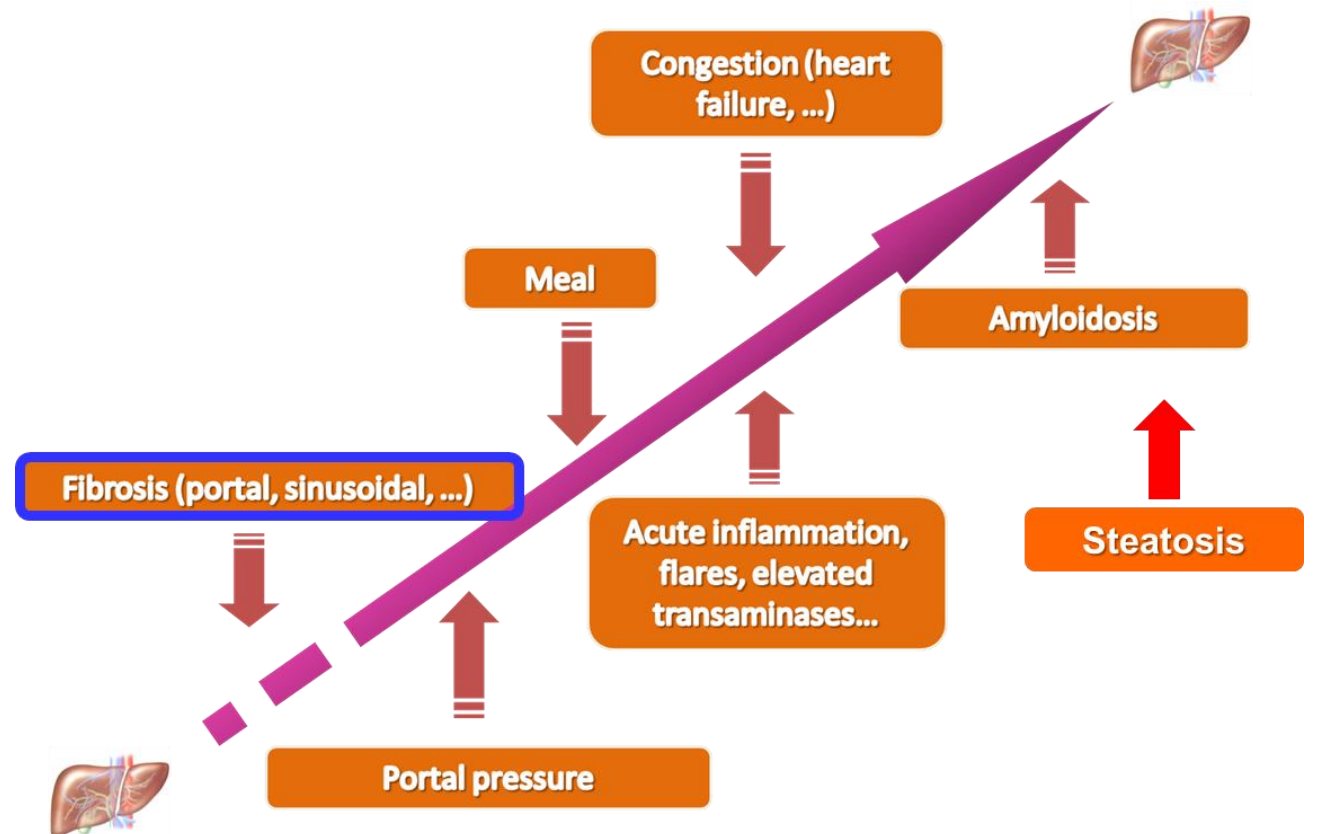 Congestion (heart
failure, ...)
Meal
Amyloidosis
Fibrosis (portal, sinusoidal, ...)
Acute inflammation,
flares, elevated
transaminases...
Steatosis
Portal pressure